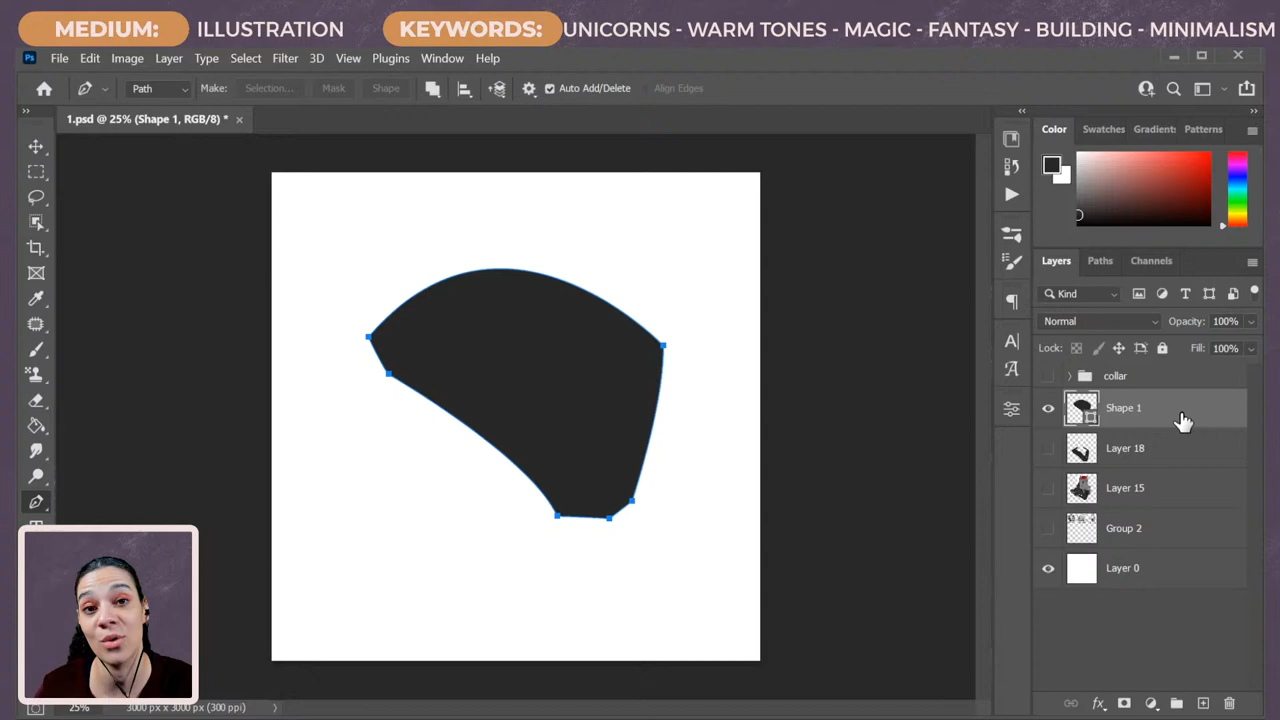 MEDIUM: ILLUSTRATION KEYWORDS: UNICORNS - WARM TONES - MAGIC - FANTASY - BUILDING - MINIMALISM
Ps File Edit Image Layer Type Select Filter 3D View Plugins Window Help
Path Make: Selection... Mask Shape Auto Add/Delete Align Edges
1.psd @ 25% (Shape 1, RGB/8) *
Color Swatches Gradient: Patterns
Layers Paths Channels
Kind
Normal Opacity: 100%
Lock: Fill: 100%
collar
Shape 1
Layer 18
Layer 15
Group 2
Layer 0
25% 3000 px x 3000 px (300 ppi)
fx